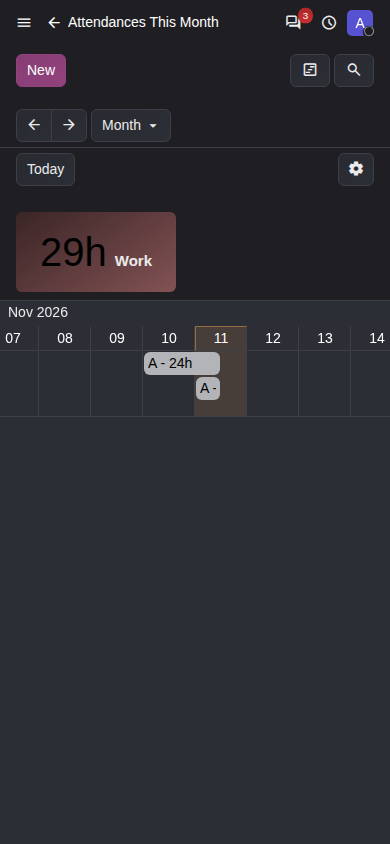 Attendances This Month
3
A
New
Month
Today
29h Work
Nov 2026
07 08 09 10 11 12 13 14
A - 24h
A -